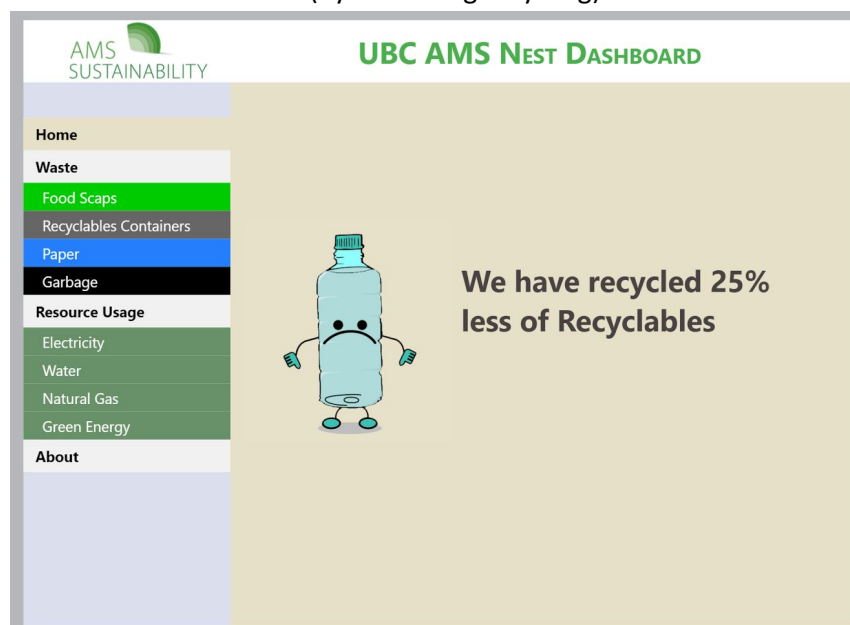 AMS
SUSTAINABILITY
UBC AMS NEST DASHBOARD
Home
Waste
Food Scaps
Recyclables Containers
Paper
Garbage
Resource Usage
Electricity
Water
Natural Gas
Green Energy
About
We have recycled 25%
less of Recyclables